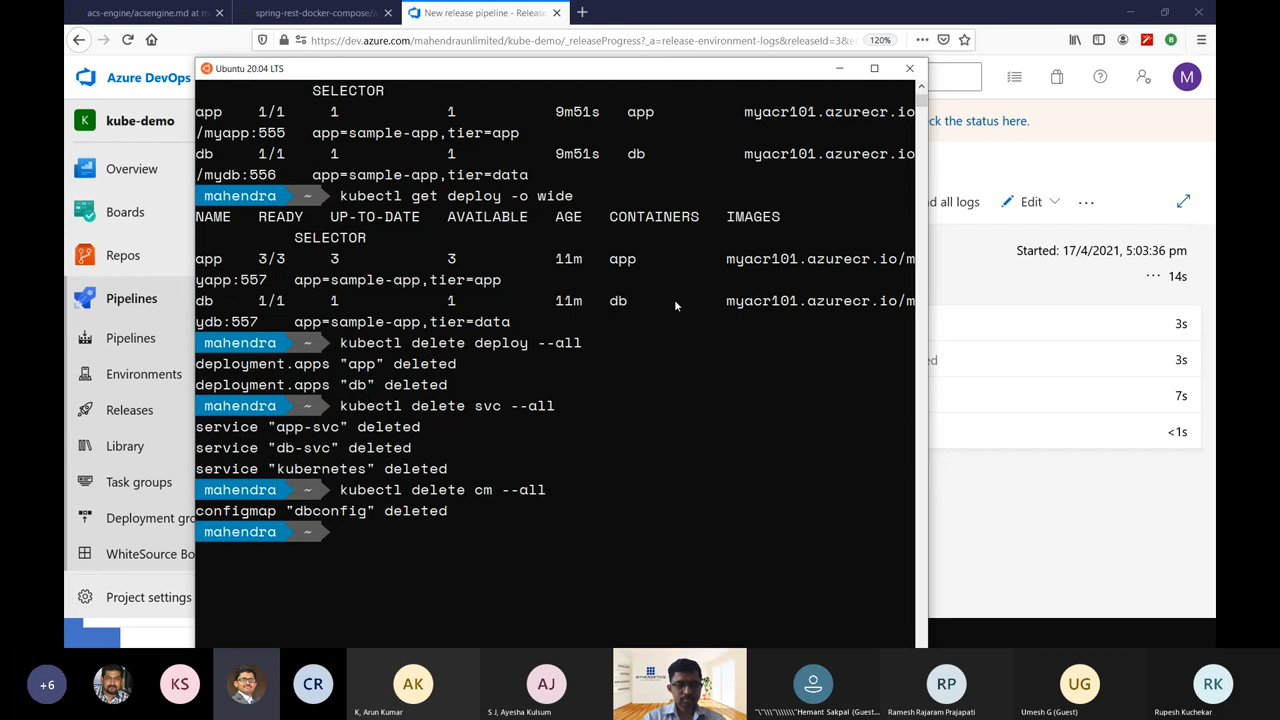 acs-engine/acsengine.md at m
spring-rest-docker-compose/a
New release pipeline - Releas
https://dev.azure.com/mahendraunlimited/kube-demo/_releaseProgress?_a=release-environment-logs&releaseId=3&e
120%
Azure DevOps
Ubuntu 20.04 LTS
M
K
kube-demo
Overview
Boards
Repos
Pipelines
Pipelines
Environments
Releases
Library
Task groups
Deployment gro
WhiteSource Bo
Project settings
SELECTOR
app 1/1 1 1 9m51s app myacr101.azurecr.io
/myapp:555 app=sample-app,tier=app
db 1/1 1 1 9m51s db myacr101.azurecr.io
/mydb:556 app=sample-app,tier=data
mahendra ~ kubectl get deploy -o wide
NAME READY UP-TO-DATE AVAILABLE AGE CONTAINERS IMAGES
SELECTOR
app 3/3 3 3 11m app myacr101.azurecr.io/m
yapp:557 app=sample-app,tier=app
db 1/1 1 1 11m db myacr101.azurecr.io/m
ydb:557 app=sample-app,tier=data
mahendra ~ kubectl delete deploy --all
deployment.apps "app" deleted
deployment.apps "db" deleted
mahendra ~ kubectl delete svc --all
service "app-svc" deleted
service "db-svc" deleted
service "kubernetes" deleted
mahendra ~ kubectl delete cm --all
configmap "dbconfig" deleted
mahendra ~
ck the status here.
d all logs
Edit
Started: 17/4/2021, 5:03:36 pm
14s
3s
ed 3s
7s
<1s
+6
KS
CR
AK
K, Arun Kumar
AJ
S J, Ayesha Kulsum
SYNERGETICS
"\"\\\"\\\\\\\"Hemant Sakpal (Guest...
RP
Ramesh Rajaram Prajapati
UG
Umesh G (Guest)
RK
Rupesh Kuchekar